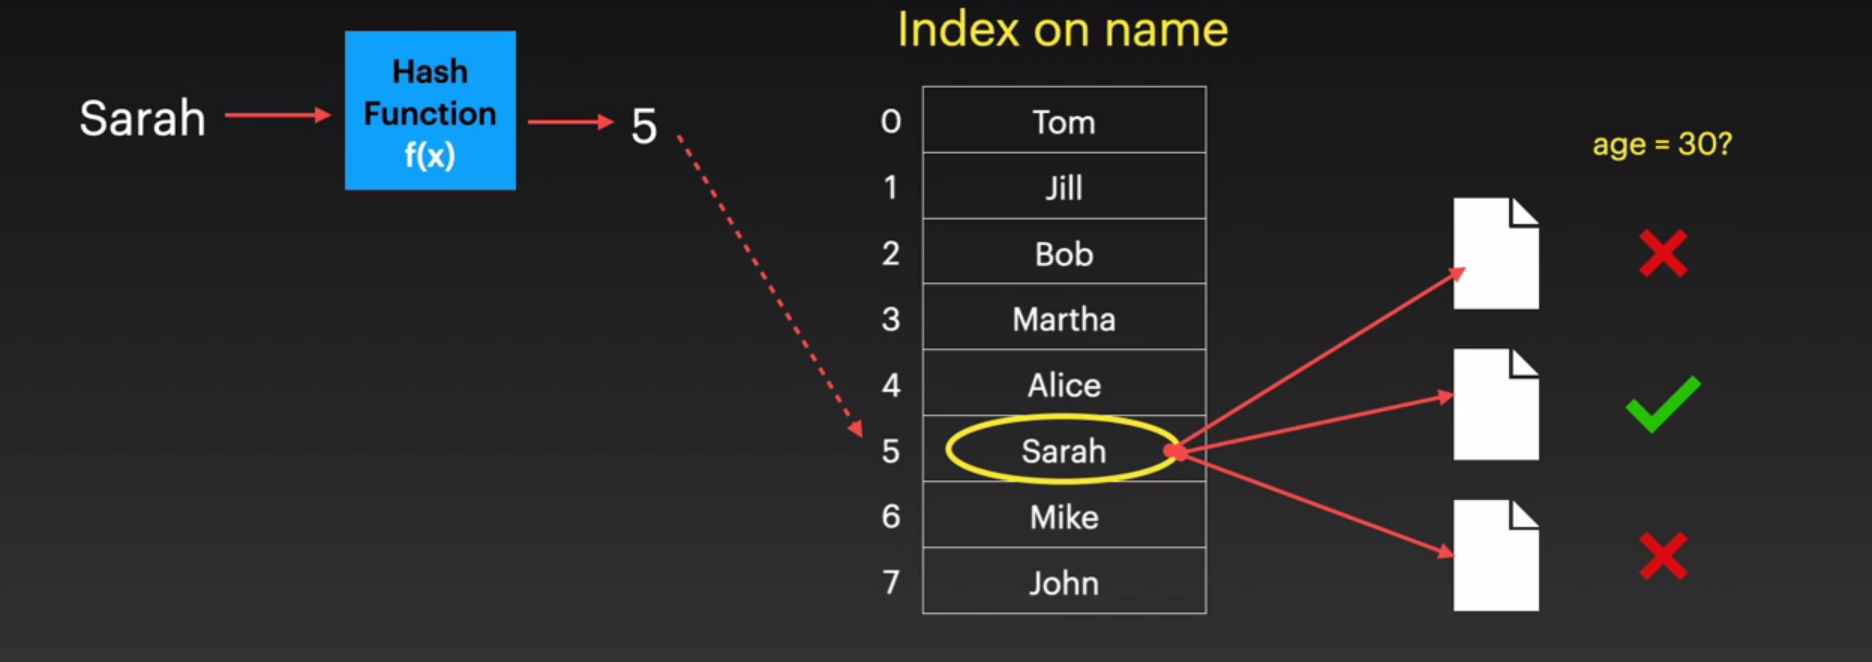 Index on name
Sarah
Hash
Function
f(x)
5
0 Tom
1 Jill
2 Bob
3 Martha
4 Alice
5 Sarah
6 Mike
7 John
age = 30?